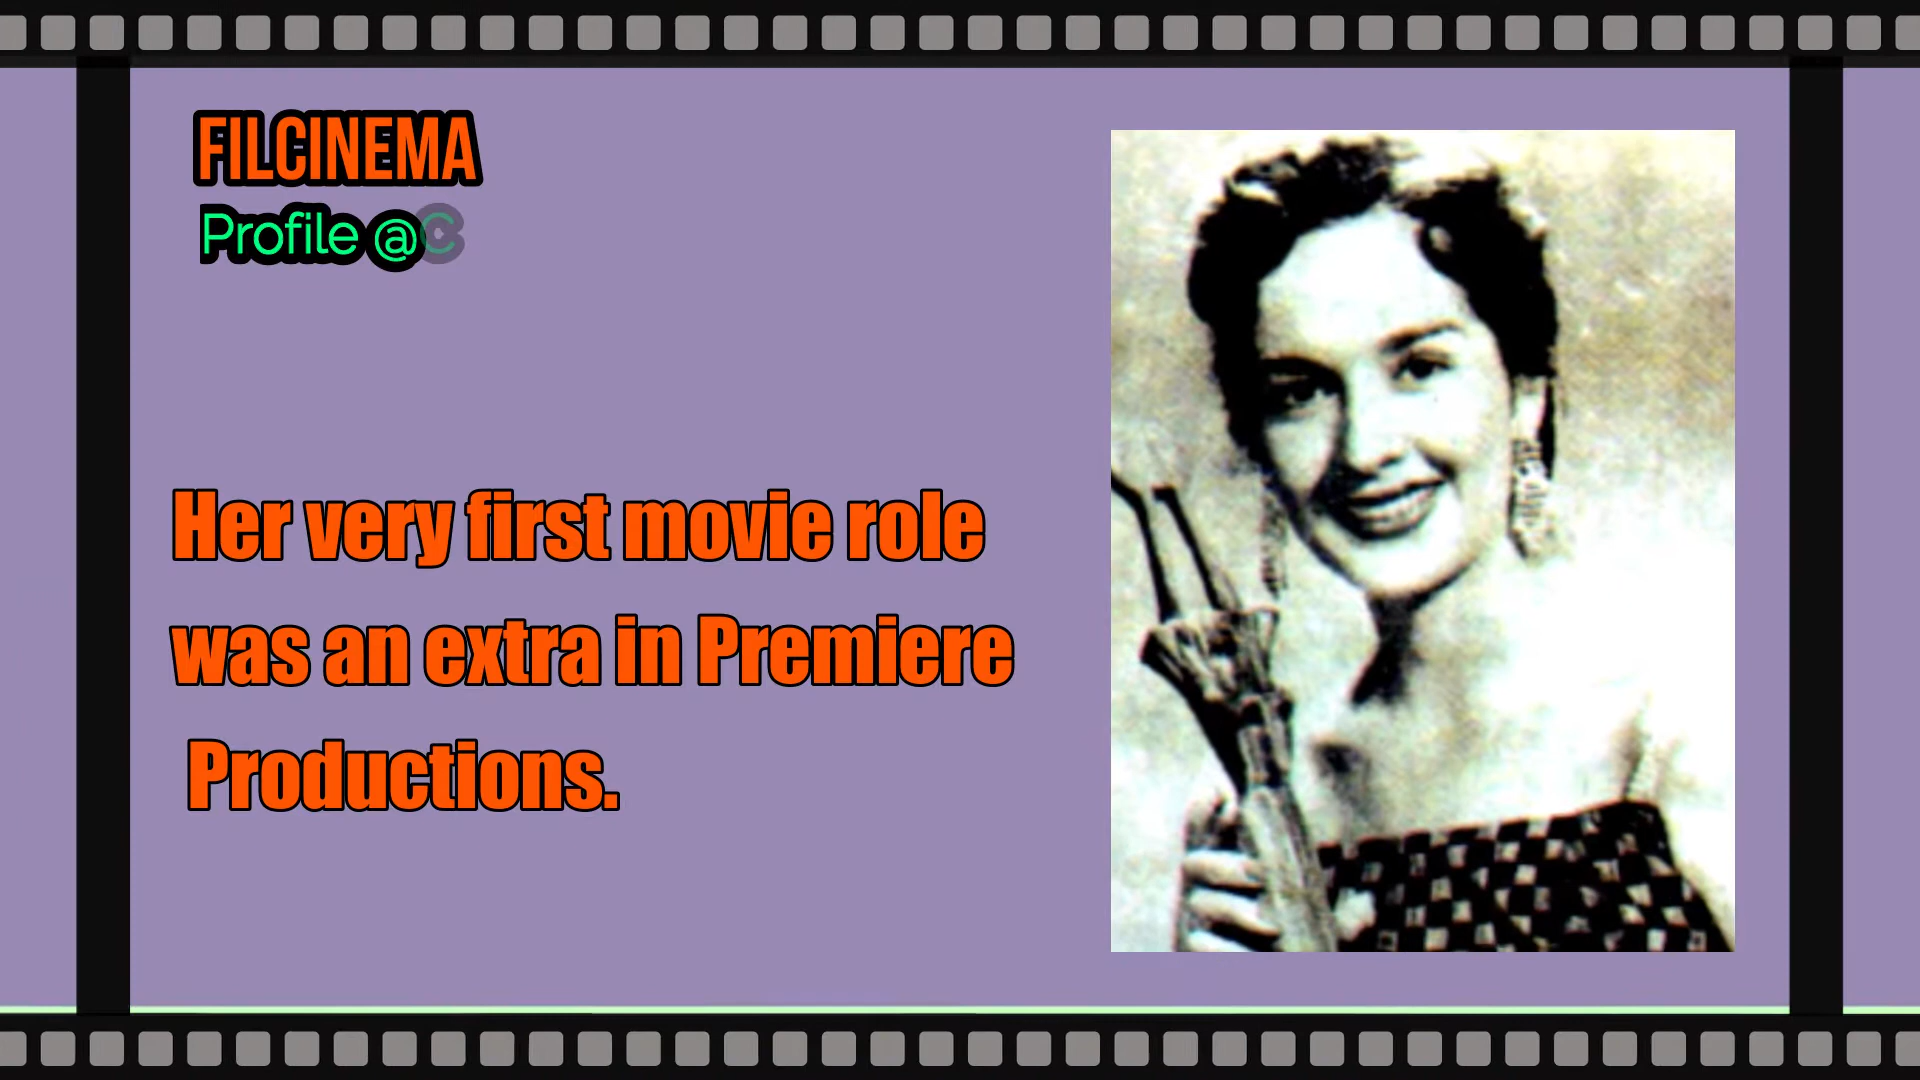 FILCINEMA
Profile @C
Her very first movie role
was an extra in Premiere
Productions.